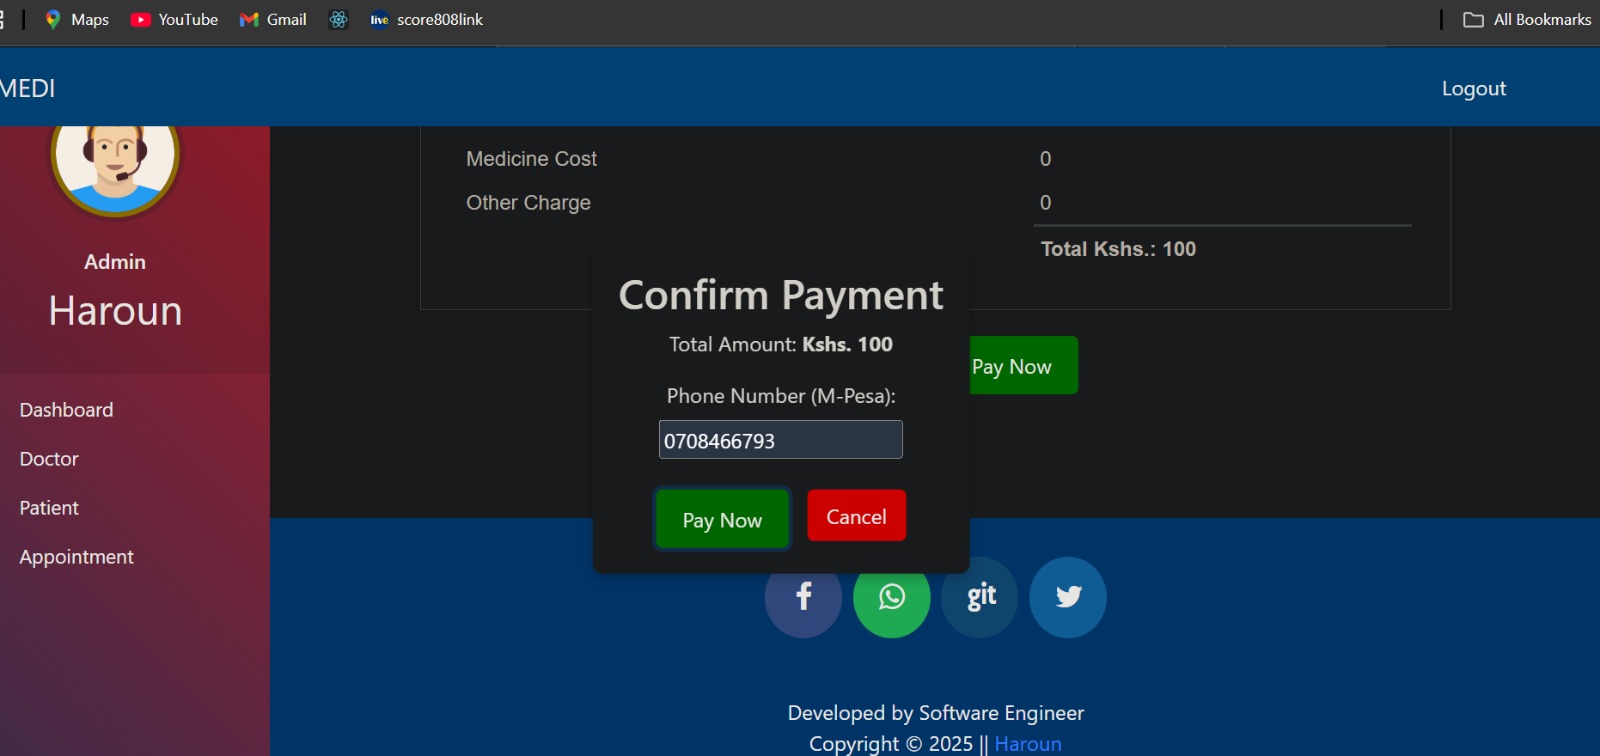 Maps YouTube Gmail live score808link All Bookmarks
MEDI Logout
Medicine Cost 0
Other Charge 0
Total Kshs.: 100
Admin
Haroun
Confirm Payment
Total Amount: Kshs. 100
Pay Now
Phone Number (M-Pesa):
0708466793
Pay Now Cancel
Dashboard
Doctor
Patient
Appointment
f git
Developed by Software Engineer
Copyright © 2025 || Haroun